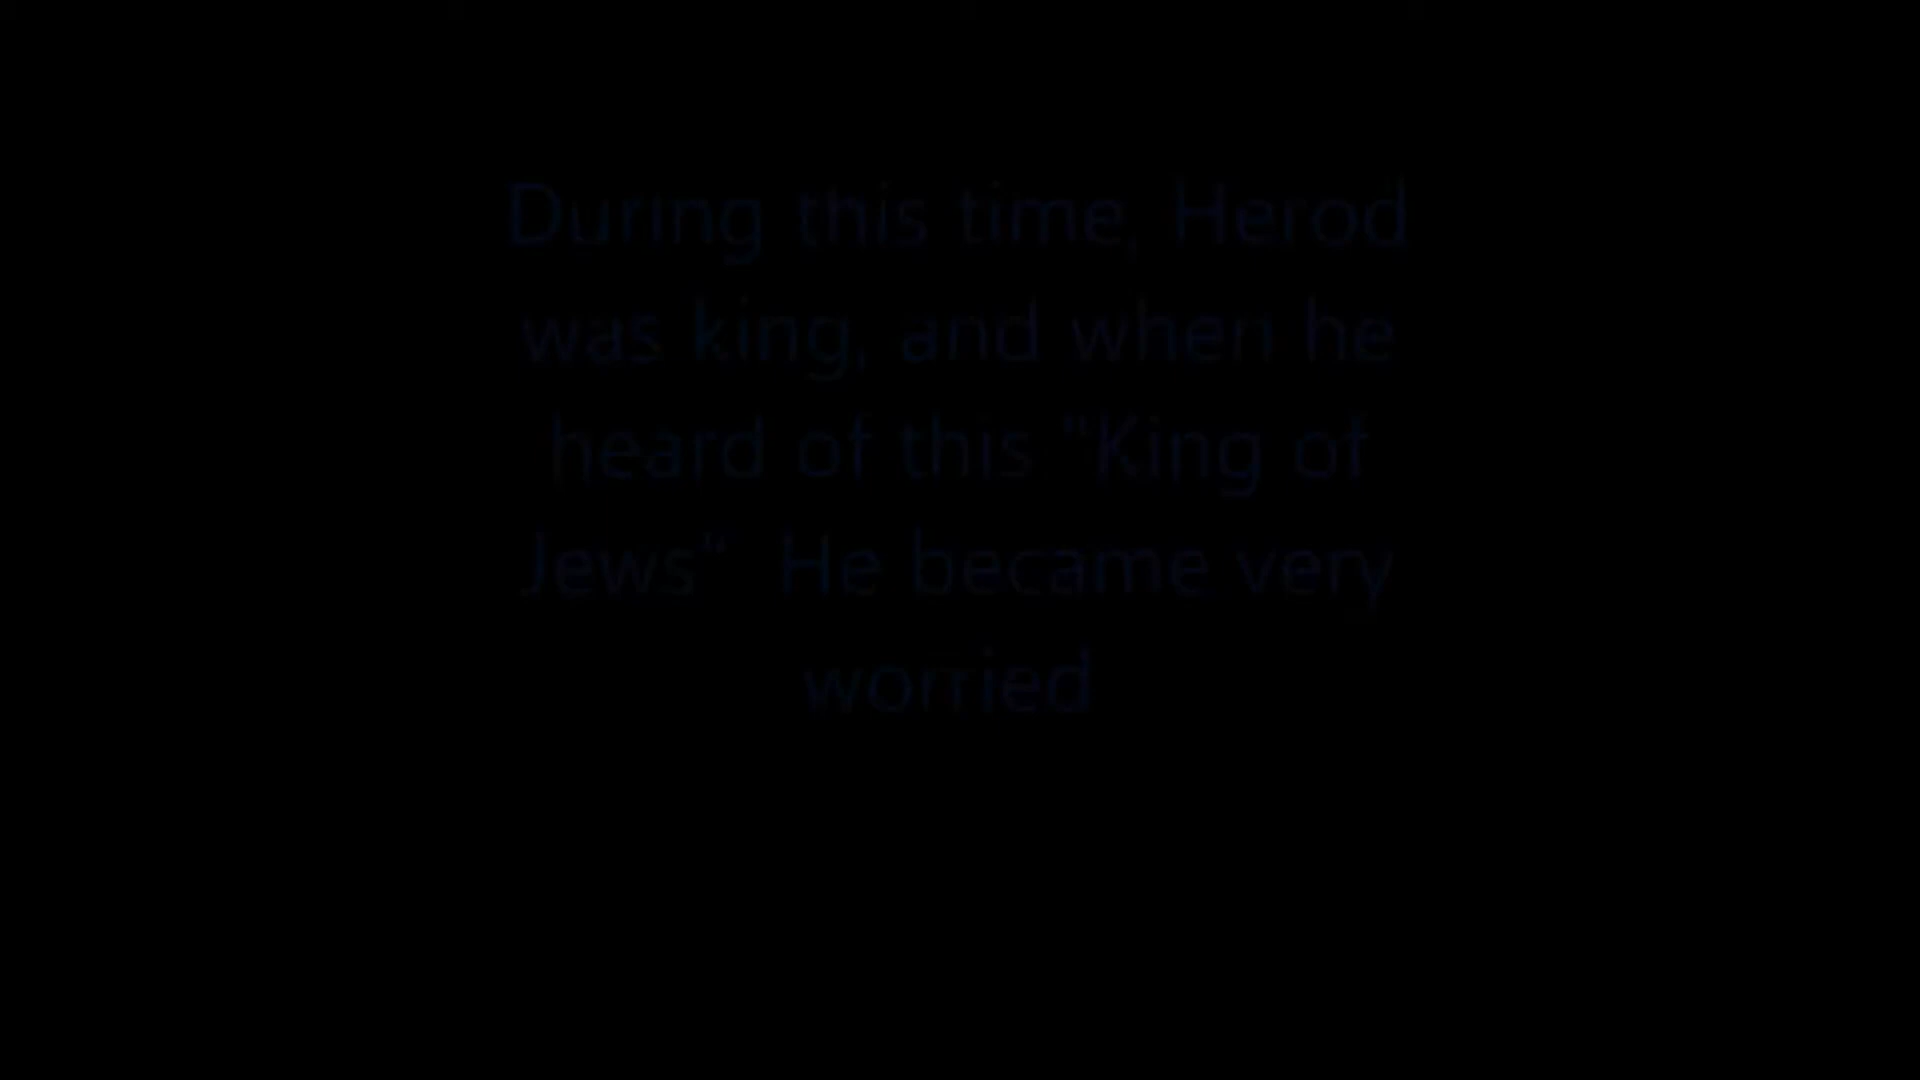 During this time, Herod
was king, and when he
heard of this "King of
Jews"  He became very
worried